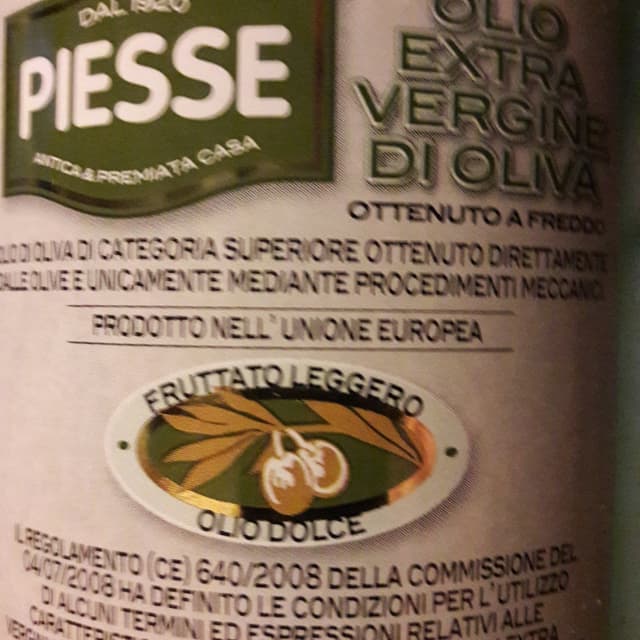 DAL 1920
PIESSE
ANTICA & PREMIATA CASA
OLIO
EXTRA
VERGINE
DI OLIVA
OTTENUTO A FREDDO
OLIO DI OLIVA DI CATEGORIA SUPERIORE OTTENUTO DIRETTAMENTE
DALLE OLIVE E UNICAMENTE MEDIANTE PROCEDIMENTI MECCANICI
PRODOTTO NELL'UNIONE EUROPEA
FRUTTATO LEGGERO
OLIO DOLCE
IL REGOLAMENTO (CE) 640/2008 DELLA COMMISSIONE DEL
04/07/2008 HA DEFINITO LE CONDIZIONI PER L'UTILIZZO
DI ALCUNI TERMINI ED ESPRESSIONI RELATIVI ALLE